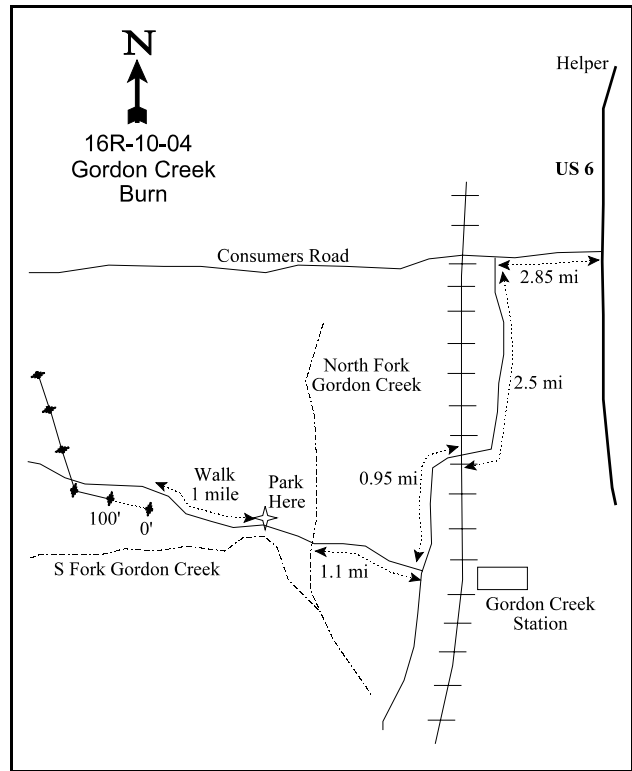 N
16R-10-04
Gordon Creek
Burn
Helper
US 6
Consumers Road
2.85 mi
North Fork
Gordon Creek
2.5 mi
Walk
1 mile
Park
Here
0.95 mi
100'
0'
S Fork Gordon Creek
1.1 mi
Gordon Creek
Station